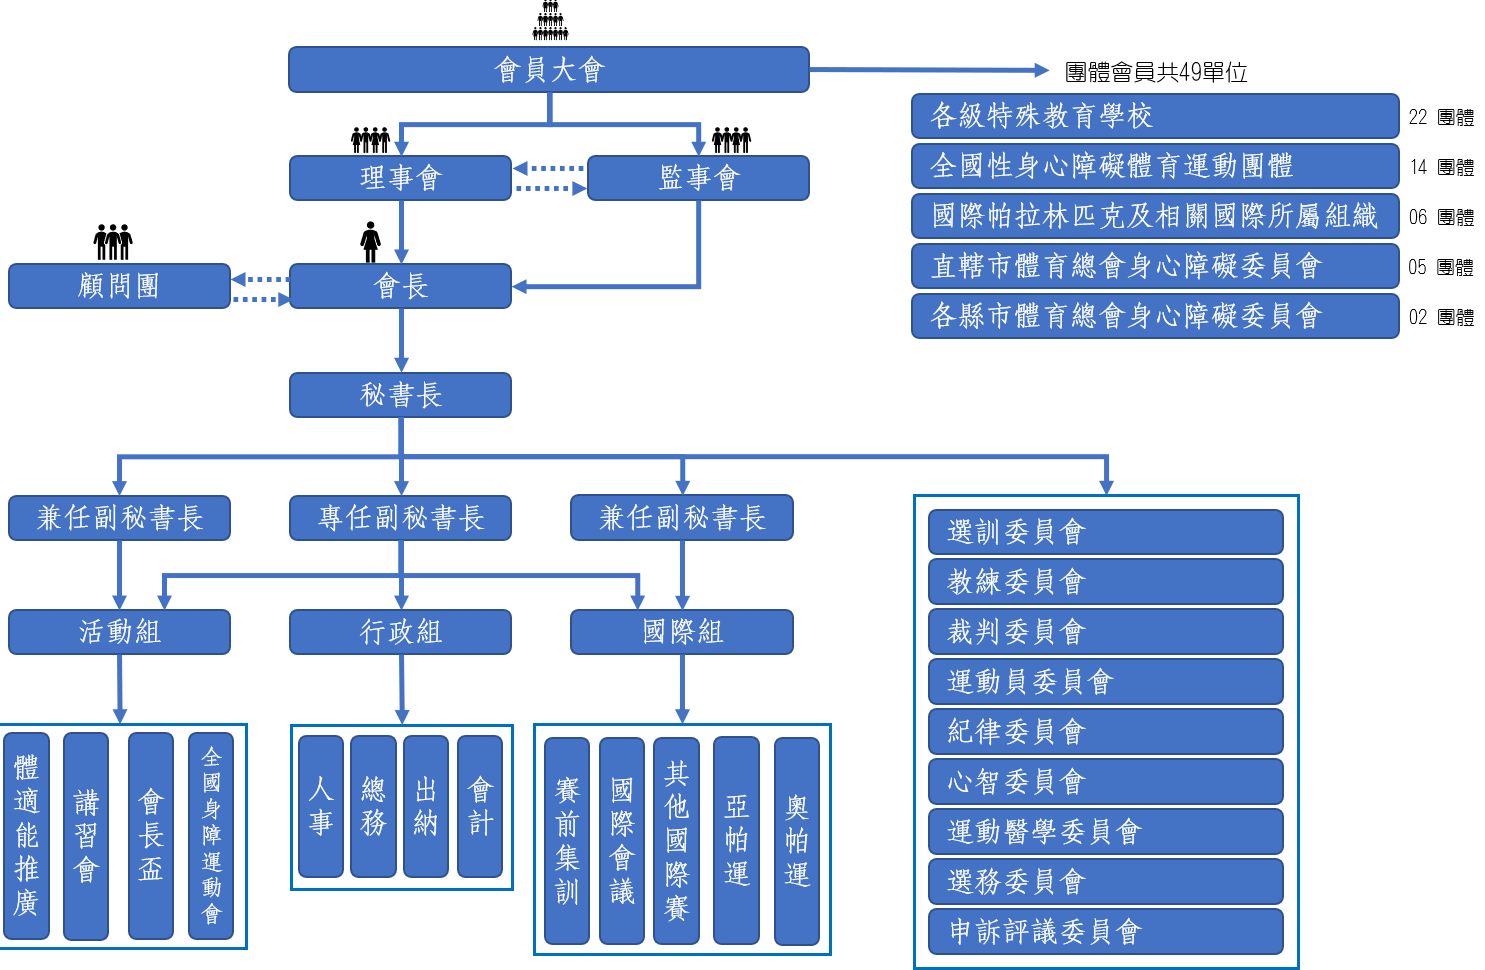 會員大會
團體會員共49單位
各級特殊教育學校
22 團體
全國性身心障礙體育運動團體
14 團體
國際帕拉林匹克及相關國際所屬組織
06 團體
直轄市體育總會身心障礙委員會
05 團體
各縣市體育總會身心障礙委員會
02 團體
理事會
監事會
顧問團
會長
秘書長
兼任副秘書長
專任副秘書長
兼任副秘書長
活動組
行政組
國際組
體適能推廣
講習會
會長盃
全國身障運動會
人事
總務
出納
會計
賽前集訓
國際會議
其他國際賽
亞帕運
奧帕運
選訓委員會
教練委員會
裁判委員會
運動員委員會
紀律委員會
心智委員會
運動醫學委員會
選務委員會
申訴評議委員會